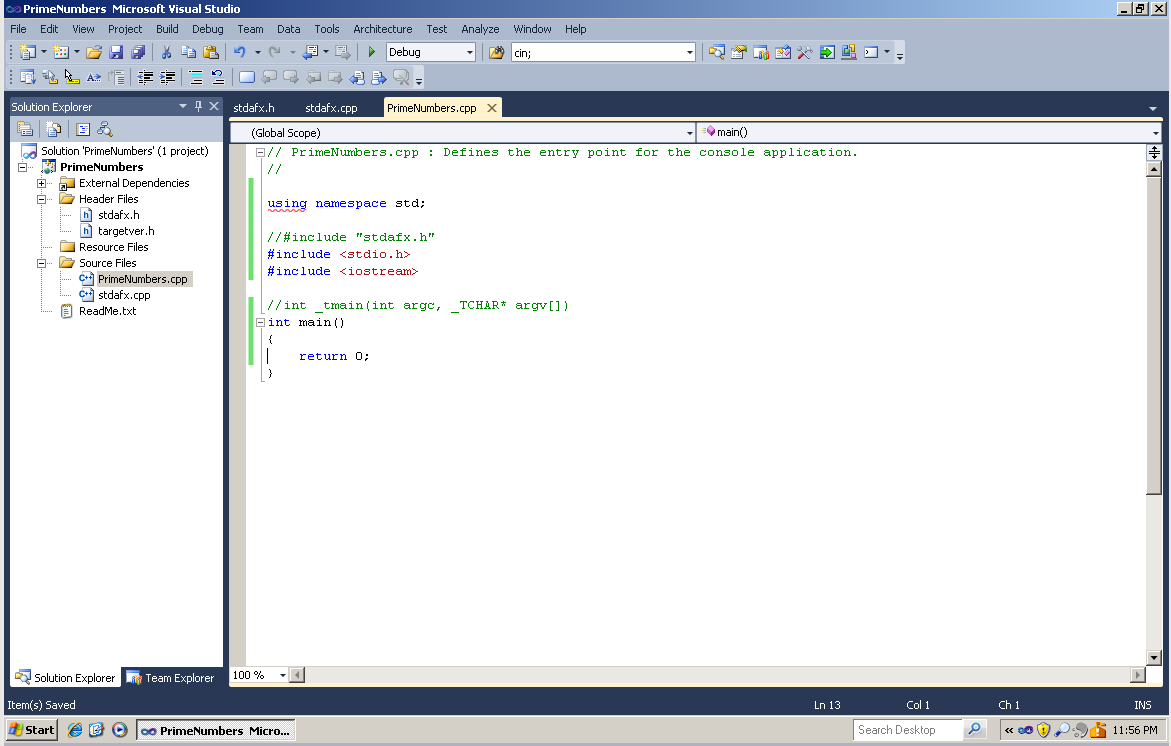 PrimeNumbers Microsoft Visual Studio
File Edit View Project Build Debug Team Data Tools Architecture Test Analyze Window Help
Debug cin;
Solution Explorer
stdafx.h stdafx.cpp PrimeNumbers.cpp
(Global Scope) main()
Solution 'PrimeNumbers' (1 project)
PrimeNumbers
External Dependencies
Header Files
stdafx.h
targetver.h
Resource Files
Source Files
PrimeNumbers.cpp
stdafx.cpp
ReadMe.txt
// PrimeNumbers.cpp : Defines the entry point for the console application.
//
using namespace std;
//#include "stdafx.h"
#include <stdio.h>
#include <iostream>
//int _tmain(int argc, _TCHAR* argv[])
int main()
{
return 0;
}
100 %
Solution Explorer Team Explorer
Item(s) Saved Ln 13 Col 1 Ch 1 INS
Start PrimeNumbers Micro... Search Desktop 11:56 PM